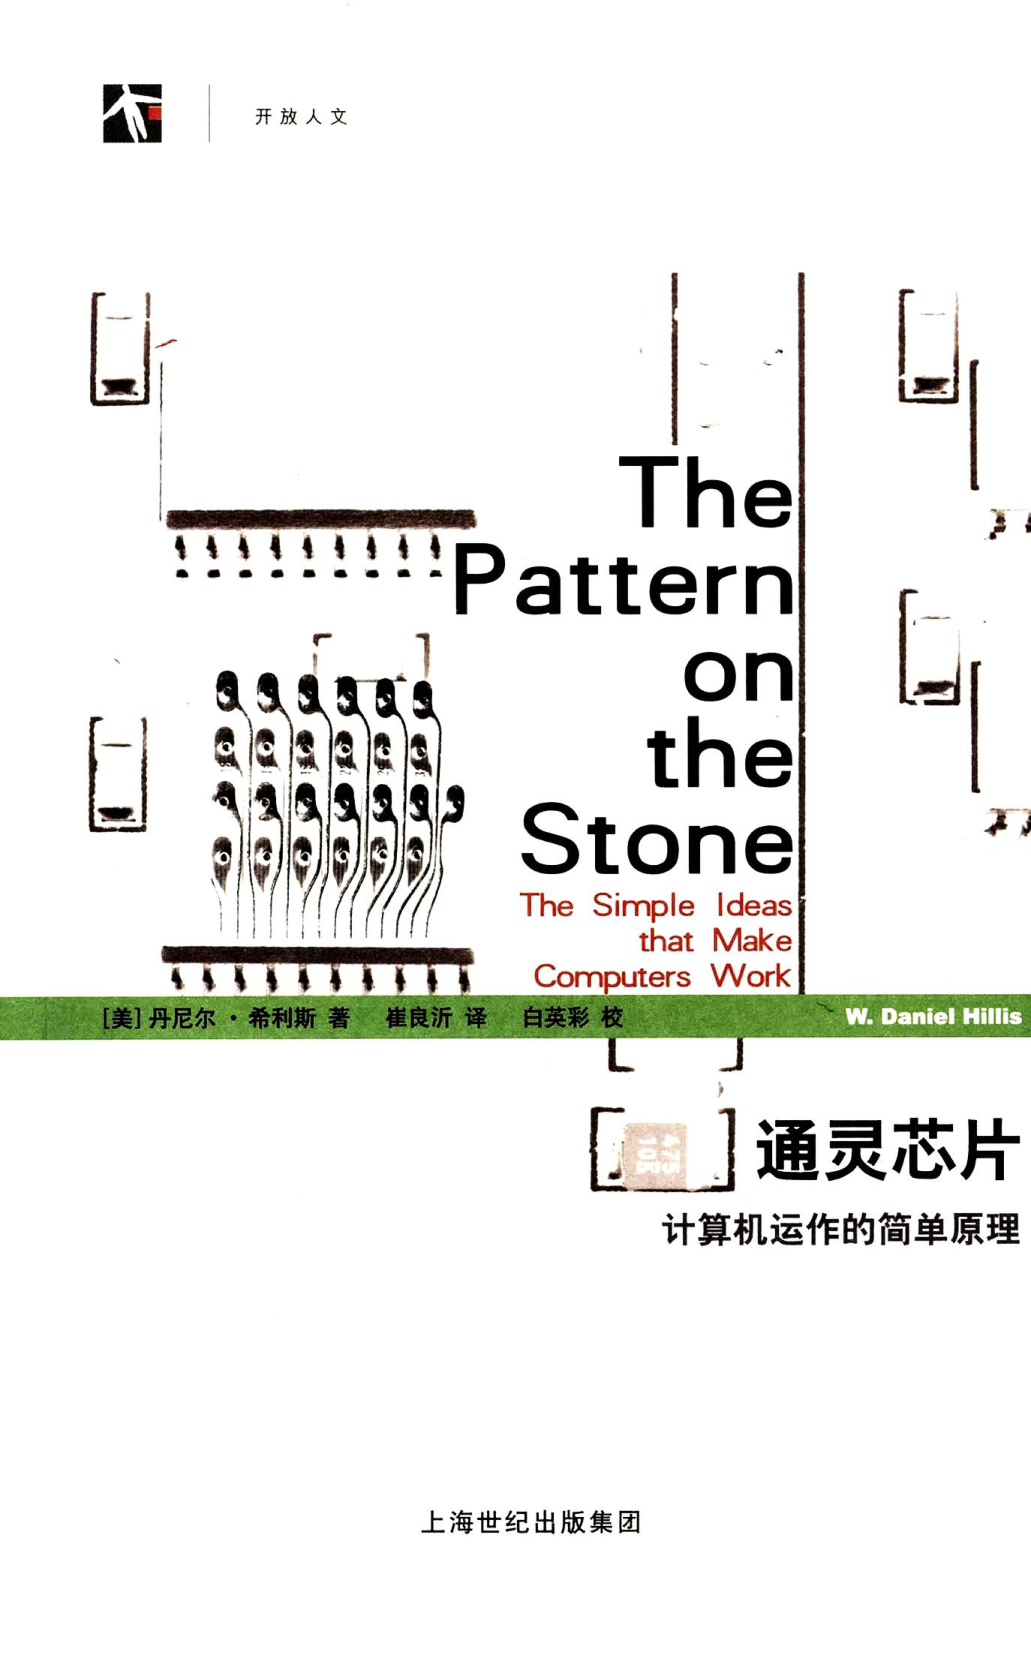 开放人文
The
Pattern
on
the
Stone
The Simple Ideas
that Make
Computers Work
[美]丹尼尔·希利斯 著 崔良沂 译 白英彩 校
W. Daniel Hillis
475
10K
通灵芯片
计算机运作的简单原理
上海世纪出版集团